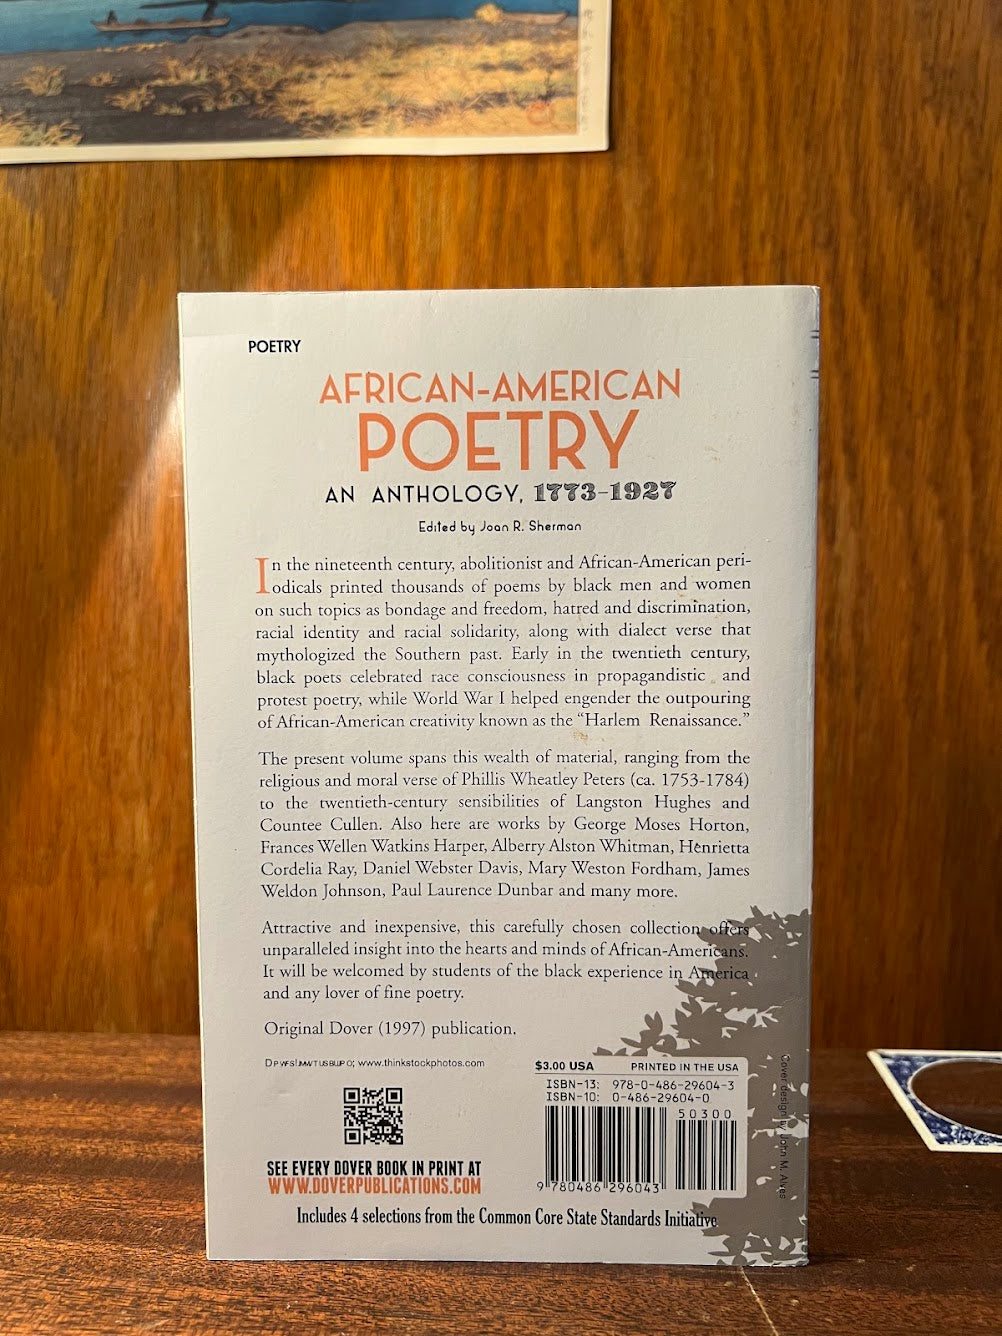 POETRY
AFRICAN-AMERICAN
POETRY
AN ANTHOLOGY, 1773-1927
Edited by Joan R. Sherman
In the nineteenth century, abolitionist and African-American peri-
odicals printed thousands of poems by black men and women
on such topics as bondage and freedom, hatred and discrimination,
racial identity and racial solidarity, along with dialect verse that
mythologized the Southern past. Early in the twentieth century,
black poets celebrated race consciousness in propagandistic and
protest poetry, while World War I helped engender the outpouring
of African-American creativity known as the “Harlem Renaissance.”
The present volume spans this wealth of material, ranging from the
religious and moral verse of Phillis Wheatley Peters (ca. 1753-1784)
to the twentieth-century sensibilities of Langston Hughes and
Countee Cullen. Also here are works by George Moses Horton,
Frances Wellen Watkins Harper, Alberry Alston Whitman, Henrietta
Cordelia Ray, Daniel Webster Davis, Mary Weston Fordham, James
Weldon Johnson, Paul Laurence Dunbar and many more.
Attractive and inexpensive, this carefully chosen collection offers
unparalleled insight into the hearts and minds of African-Americans.
It will be welcomed by students of the black experience in America
and any lover of fine poetry.
Original Dover (1997) publication.
www.thinkstockphotos.com
$3.00 USA PRINTED IN THE USA
ISBN-13: 978-0-486-29604-3
ISBN-10: 0-486-29604-0
50300
9 780486 296043
Cover design by John M. Alves
SEE EVERY DOVER BOOK IN PRINT AT
WWW.DOVERPUBLICATIONS.COM
Includes 4 selections from the Common Core State Standards Initiative